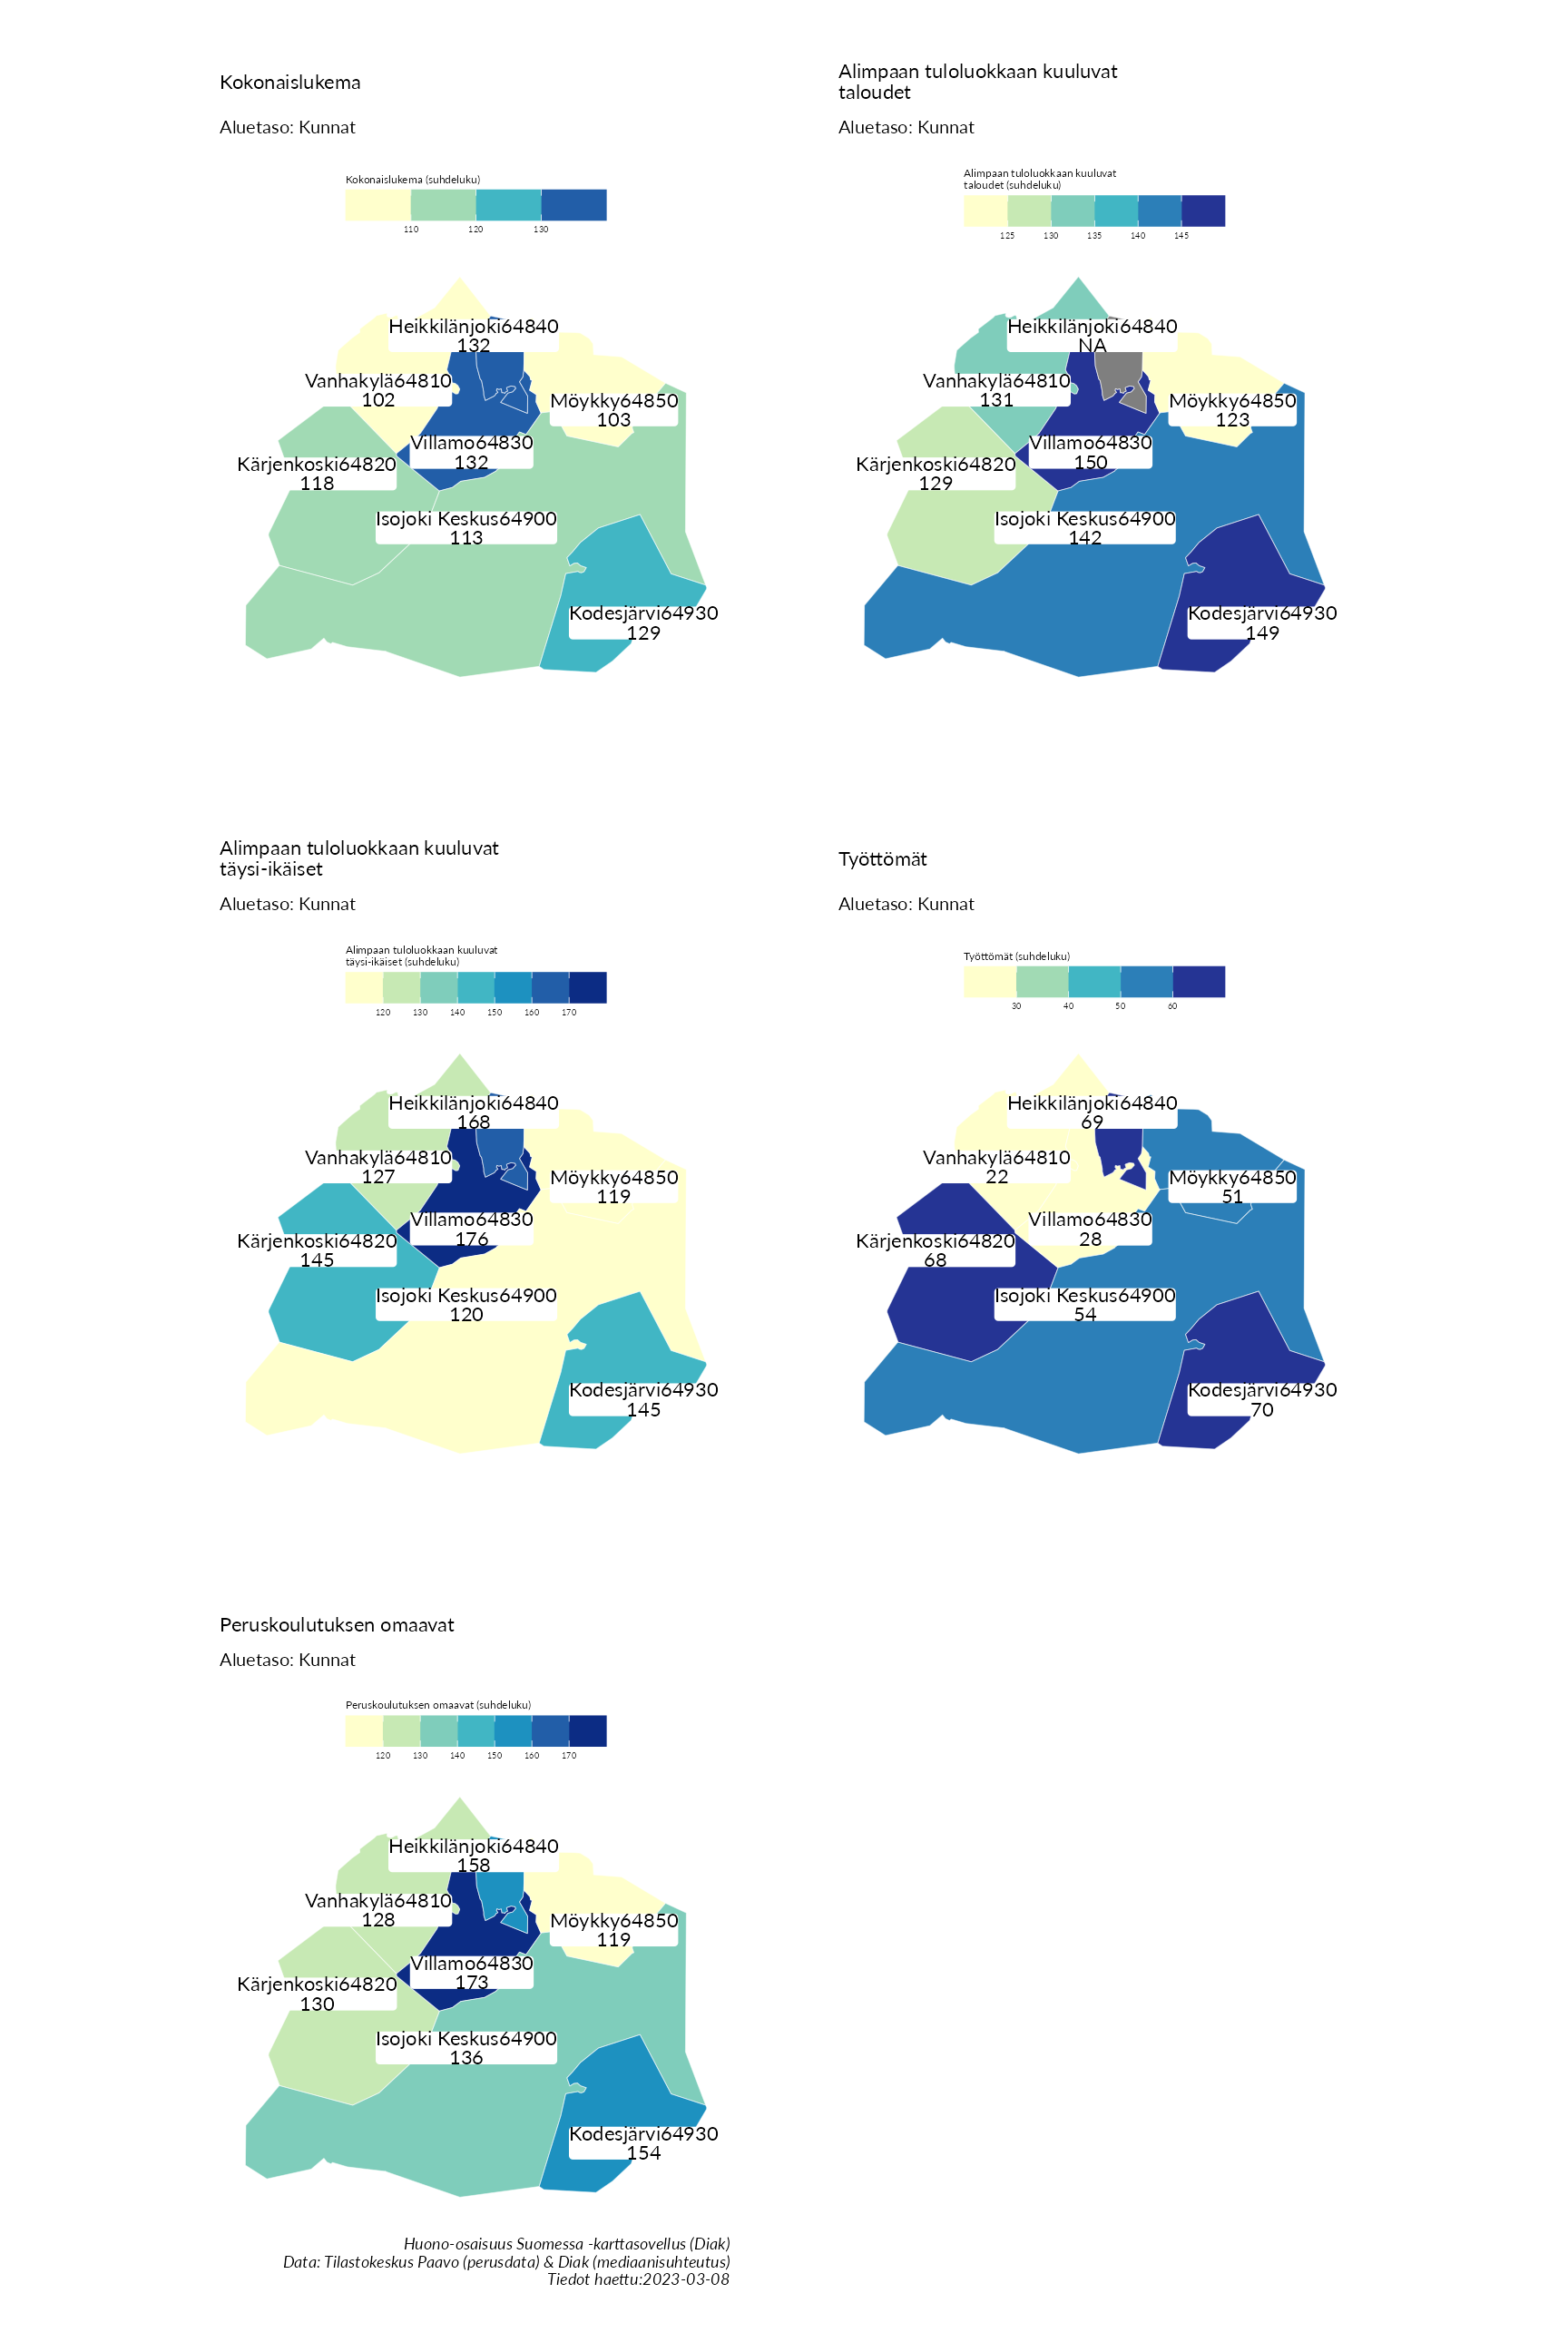 Kokonaislukema
Aluetaso: Kunnat
Kokonaislukema (suhdeluku)
110 120 130
Heikkilänjoki64840
132
Vanhakylä64810
102
Möykky64850
103
Villamo64830
132
Kärjenkoski64820
118
Isojoki Keskus64900
113
Kodesjärvi64930
129
Alimpaan tuloluokkaan kuuluvat
taloudet
Aluetaso: Kunnat
Alimpaan tuloluokkaan kuuluvat
taloudet (suhdeluku)
125 130 135 140 145
Heikkilänjoki64840
NA
Vanhakylä64810
131
Möykky64850
123
Villamo64830
150
Kärjenkoski64820
129
Isojoki Keskus64900
142
Kodesjärvi64930
149
Alimpaan tuloluokkaan kuuluvat
täysi-ikäiset
Aluetaso: Kunnat
Alimpaan tuloluokkaan kuuluvat
täysi-ikäiset (suhdeluku)
120 130 140 150 160 170
Heikkilänjoki64840
168
Vanhakylä64810
127
Möykky64850
119
Villamo64830
176
Kärjenkoski64820
145
Isojoki Keskus64900
120
Kodesjärvi64930
145
Työttömät
Aluetaso: Kunnat
Työttömät (suhdeluku)
30 40 50 60
Heikkilänjoki64840
69
Vanhakylä64810
22
Möykky64850
51
Villamo64830
28
Kärjenkoski64820
68
Isojoki Keskus64900
54
Kodesjärvi64930
70
Peruskoulutuksen omaavat
Aluetaso: Kunnat
Peruskoulutuksen omaavat (suhdeluku)
120 130 140 150 160 170
Heikkilänjoki64840
158
Vanhakylä64810
128
Möykky64850
119
Villamo64830
173
Kärjenkoski64820
130
Isojoki Keskus64900
136
Kodesjärvi64930
154
Huono-osaisuus Suomessa -karttasovellus (Diak)
Data: Tilastokeskus Paavo (perusdata) & Diak (mediaanisuhteutus)
Tiedot haettu:2023-03-08